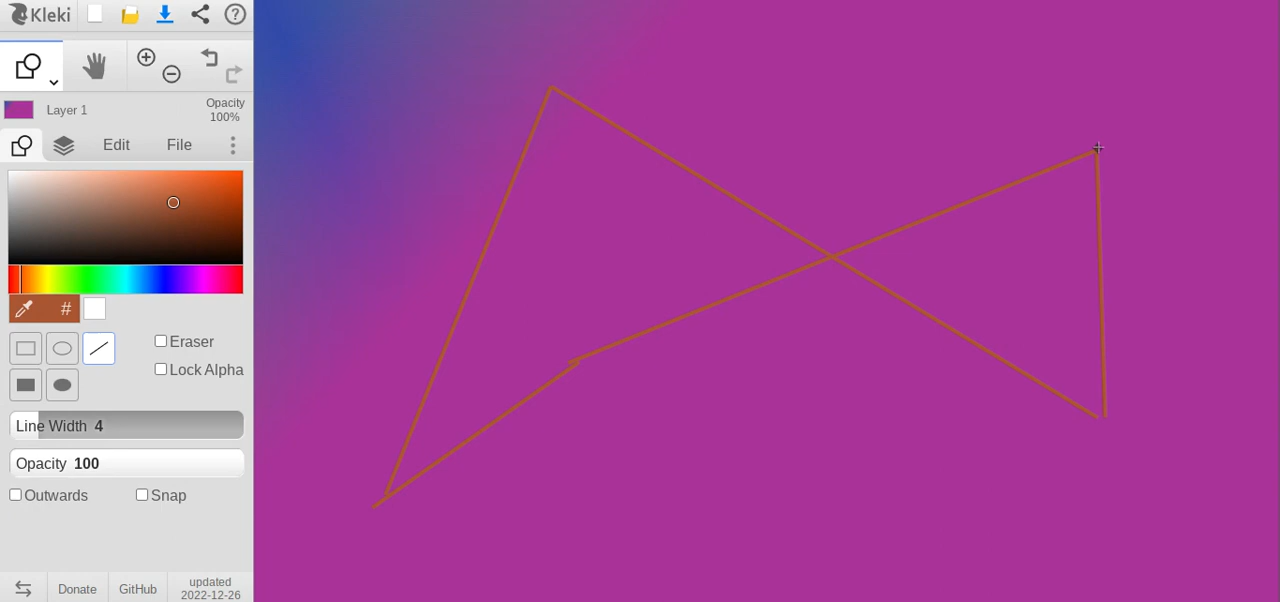 Kleki
Layer 1
Opacity
100%
Edit
File
#
Eraser
Lock Alpha
Line Width 4
Opacity 100
Outwards
Snap
Donate
GitHub
updated
2022-12-26